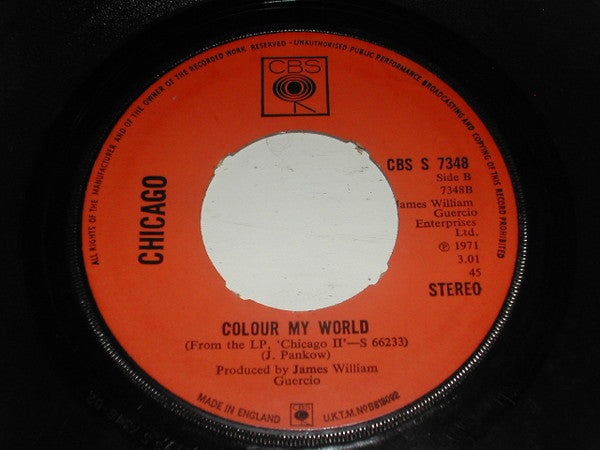 ALL RIGHTS OF THE MANUFACTURER AND OF THE OWNER OF THE RECORDED WORK RESERVED - UNAUTHORISED PUBLIC PERFORMANCE BROADCASTING AND COPYING OF THIS RECORD PROHIBITED
CBS
CHICAGO
CBS S 7348
Side B
7348B
James William
Guercio
Enterprises
Ltd.
℗ 1971
3.01
45
STEREO
COLOUR MY WORLD
(From the LP, 'Chicago II'—S 66233)
(J. Pankow)
Produced by James William
Guercio
MADE IN ENGLAND
CBS
U.K.T.M. NºB818092